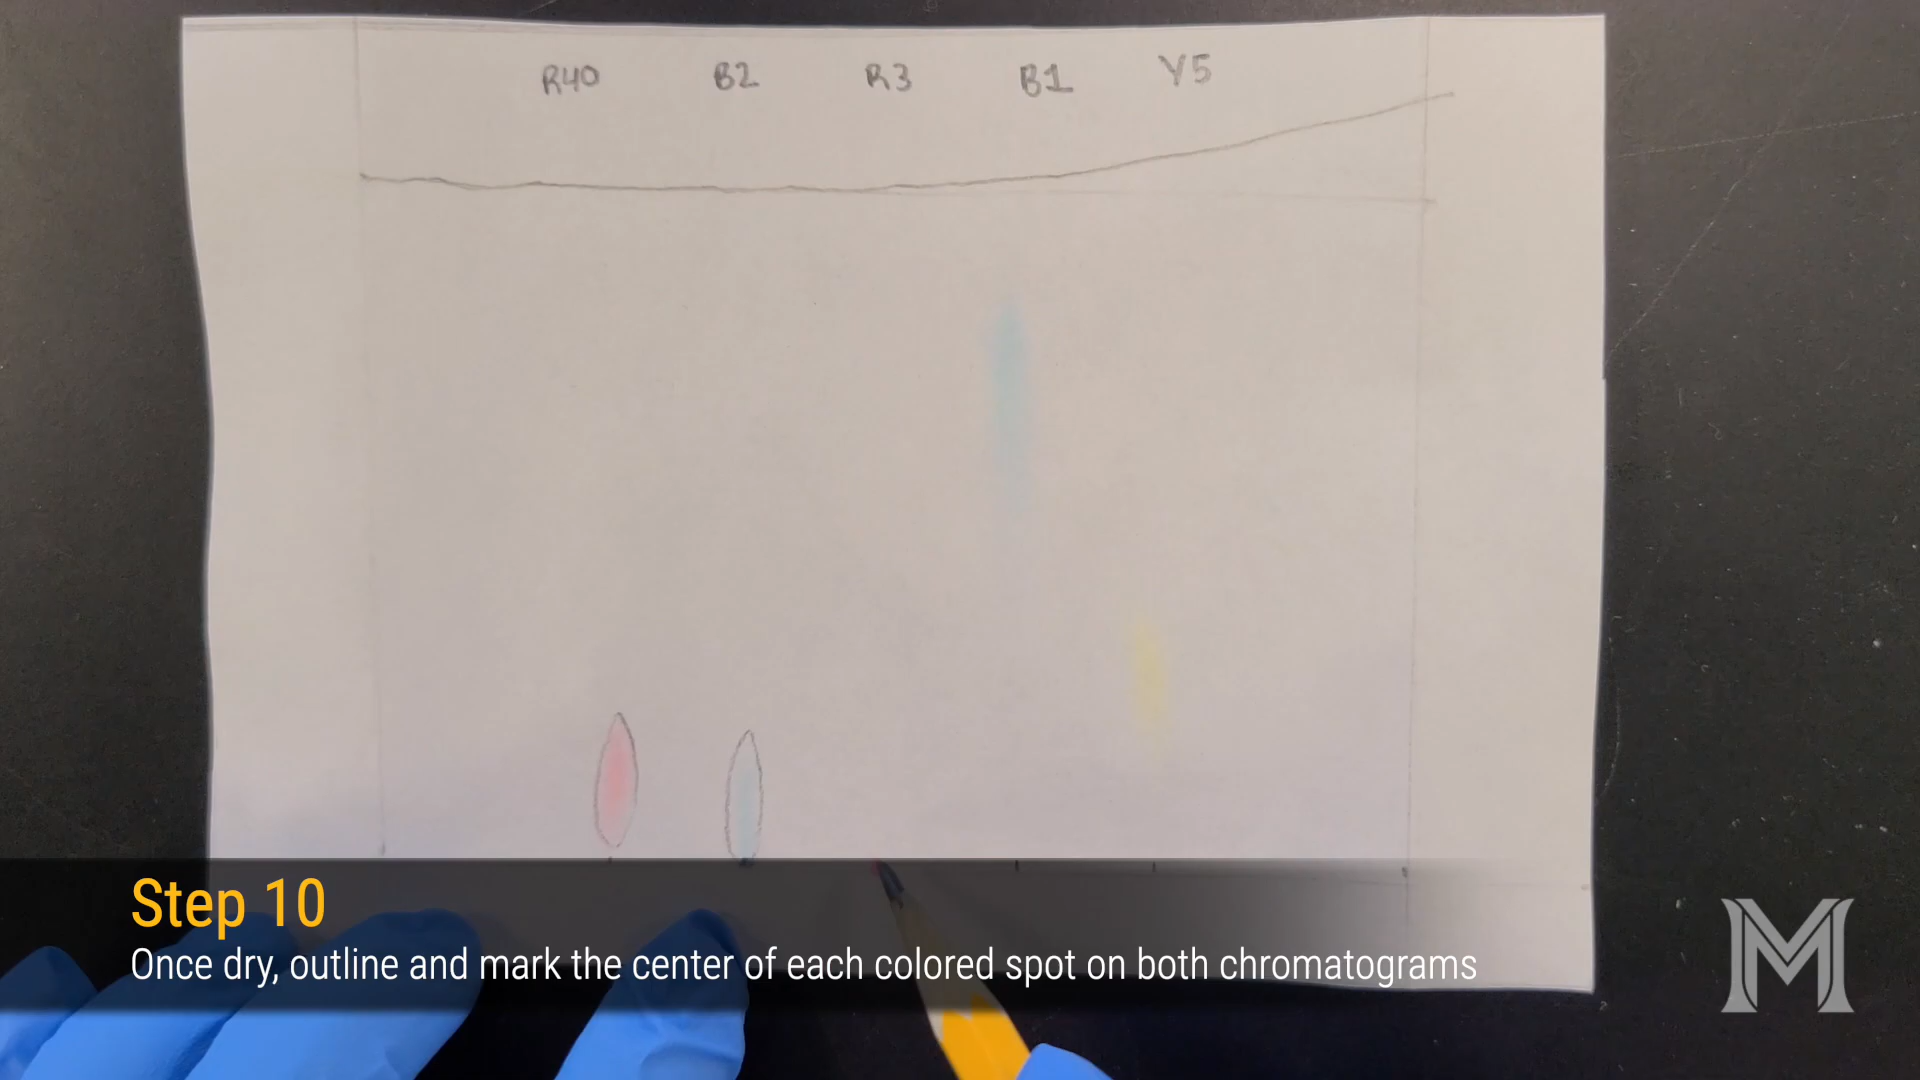 R40 B2 R3 B1 Y5
Step 10
Once dry, outline and mark the center of each colored spot on both chromatograms
M